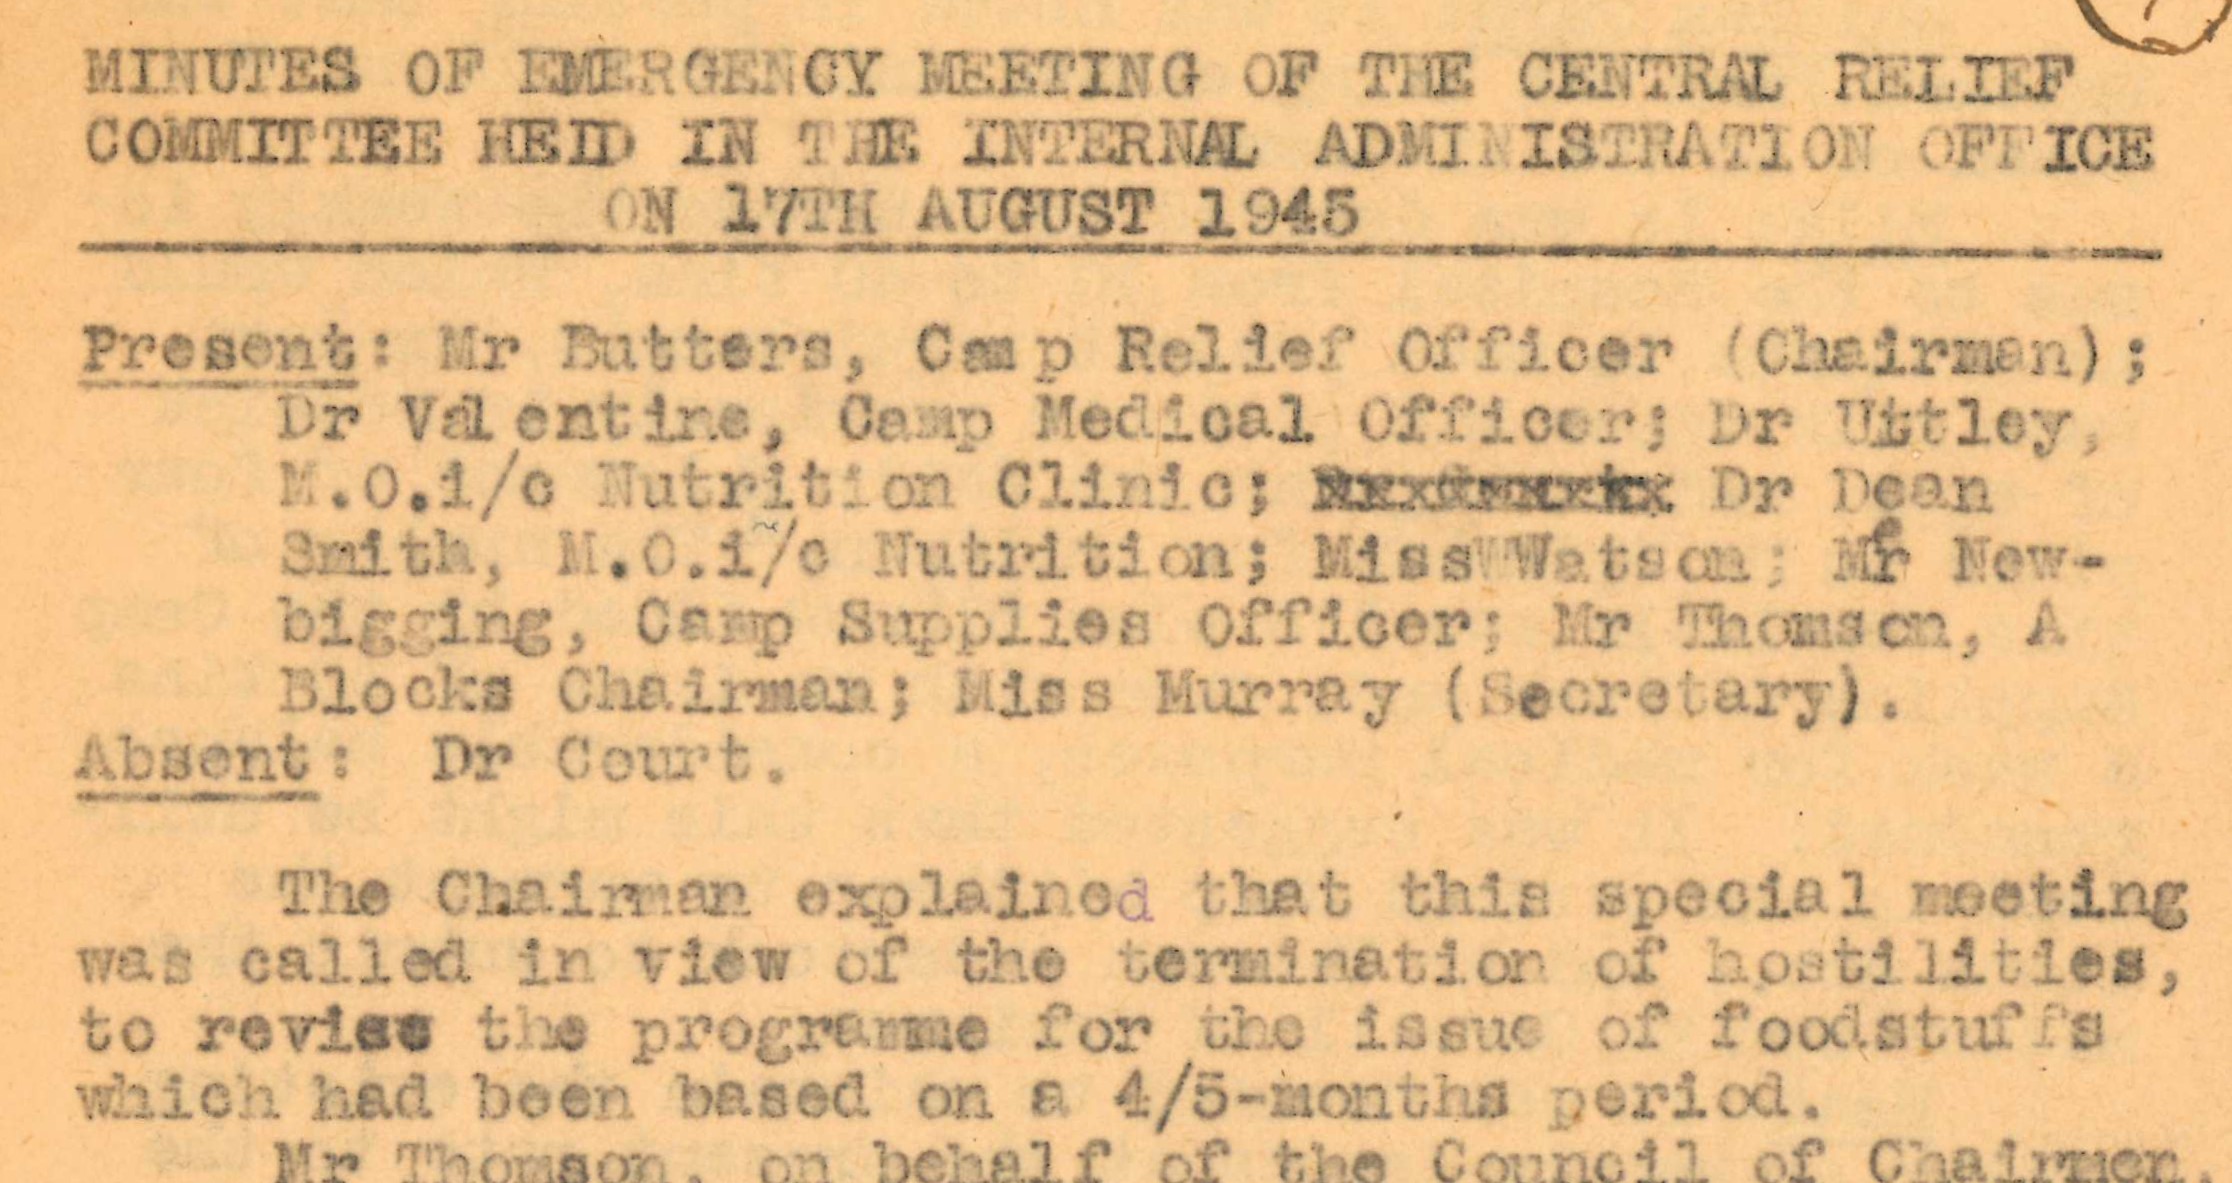 MINUTES OF EMERGENCY MEETING OF THE CENTRAL RELIEF
COMMITTEE HELD IN THE INTERNAL ADMINISTRATION OFFICE
ON 17TH AUGUST 1945
Present: Mr Butters, Camp Relief Officer (Chairman);
Dr Valentine, Camp Medical Officer; Dr Uttley,
M.O.i/c Nutrition Clinic; Dr Dean
Smith, M.O.i/c Nutrition; Miss Watson; Mr New-
bigging, Camp Supplies Officer; Mr Thomson, A
Blocks Chairman; Miss Murray (Secretary).
Absent: Dr Court.
The Chairman explained that this special meeting
was called in view of the termination of hostilities,
to revise the programme for the issue of foodstuffs
which had been based on a 4/5-months period.
Mr Thomson, on behalf of the Council of Chairmen,